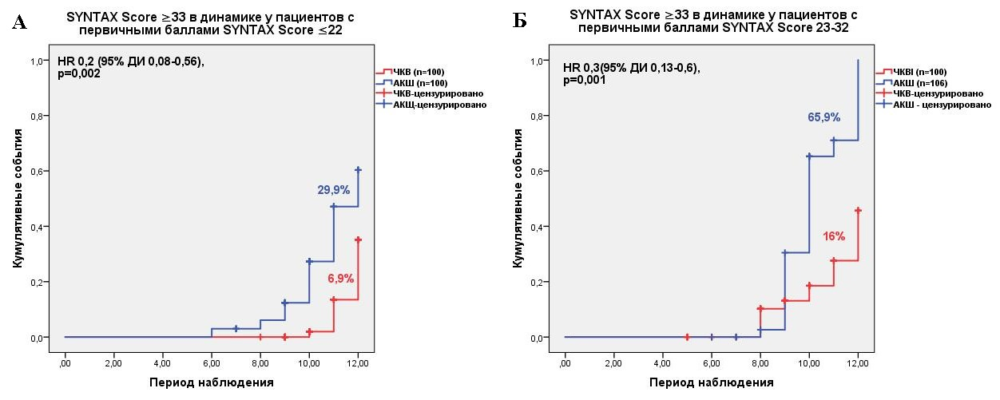 А
SYNTAX Score ≥33 в динамике у пациентов с
первичными баллами SYNTAX Score ≤22
HR 0,2 (95% ДИ 0,08-0,56),
p=0,002
1,0
0,8
0,6
0,4
0,2
0,0
Кумулятивные события
29,9%
6,9%
,00
2,00
4,00
6,00
8,00
10,00
12,00
Период наблюдения
ЧКВ (n=100)
АКШ (n=100)
ЧКВ-цензурировано
АКЩ-цензурировано
Б
SYNTAX Score ≥33 в динамике у пациентов с
первичными баллами SYNTAX Score 23-32
HR 0,3(95% ДИ 0,13-0,6),
p=0,001
1,0
0,8
0,6
0,4
0,2
0,0
Кумулятивные события
65,9%
16%
,00
2,00
4,00
6,00
8,00
10,00
12,00
Период наблюдения
ЧКВI (n=100)
АКШ (n=106)
ЧКВ-цензурировано
АКШ - цензурировано